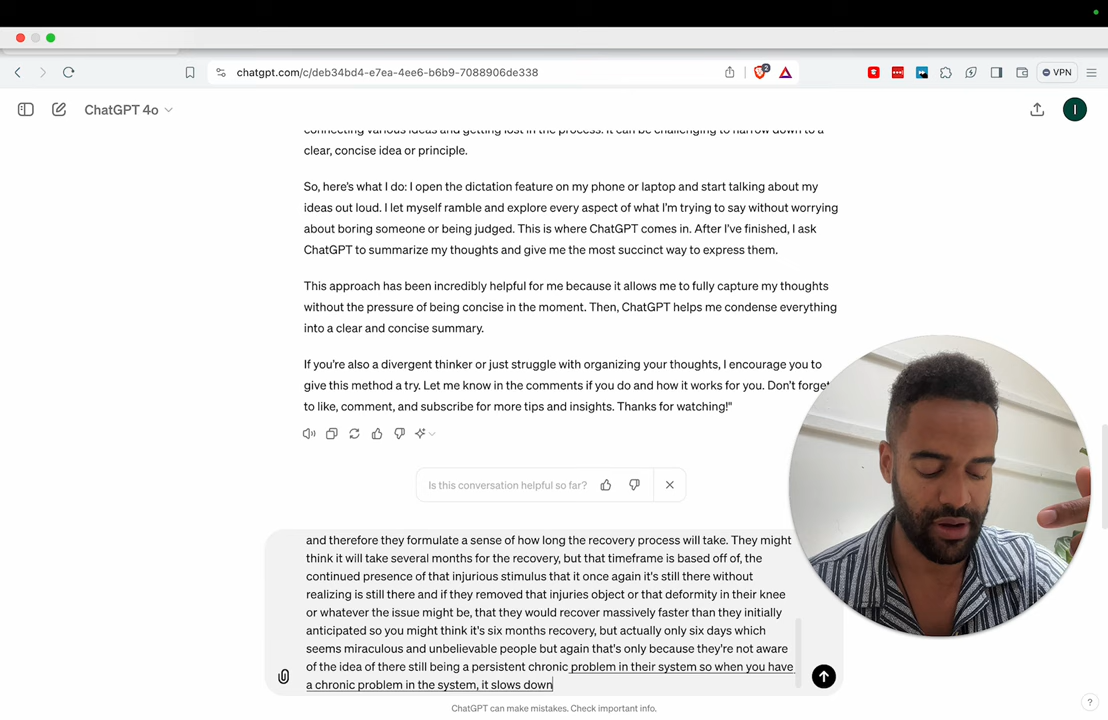 chatgpt.com/c/deb34bd4-e7ea-4ee6-b6b9-7088906de338
2
VPN
ChatGPT 4o
I
connecting various ideas and getting lost in the process. It can be challenging to narrow down to a
clear, concise idea or principle.
So, here's what I do: I open the dictation feature on my phone or laptop and start talking about my
ideas out loud. I let myself ramble and explore every aspect of what I'm trying to say without worrying
about boring someone or being judged. This is where ChatGPT comes in. After I've finished, I ask
ChatGPT to summarize my thoughts and give me the most succinct way to express them.
This approach has been incredibly helpful for me because it allows me to fully capture my thoughts
without the pressure of being concise in the moment. Then, ChatGPT helps me condense everything
into a clear and concise summary.
If you're also a divergent thinker or just struggle with organizing your thoughts, I encourage you to
give this method a try. Let me know in the comments if you do and how it works for you. Don't forget
to like, comment, and subscribe for more tips and insights. Thanks for watching!"
Is this conversation helpful so far?
and therefore they formulate a sense of how long the recovery process will take. They might
think it will take several months for the recovery, but that timeframe is based off of, the
continued presence of that injurious stimulus that it once again it's still there without
realizing is still there and if they removed that injuries object or that deformity in their knee
or whatever the issue might be, that they would recover massively faster than they initially
anticipated so you might think it's six months recovery, but actually only six days which
seems miraculous and unbelievable people but again that's only because they're not aware
of the idea of there still being a persistent chronic problem in their system so when you have
a chronic problem in the system, it slows down
ChatGPT can make mistakes. Check important info.
?